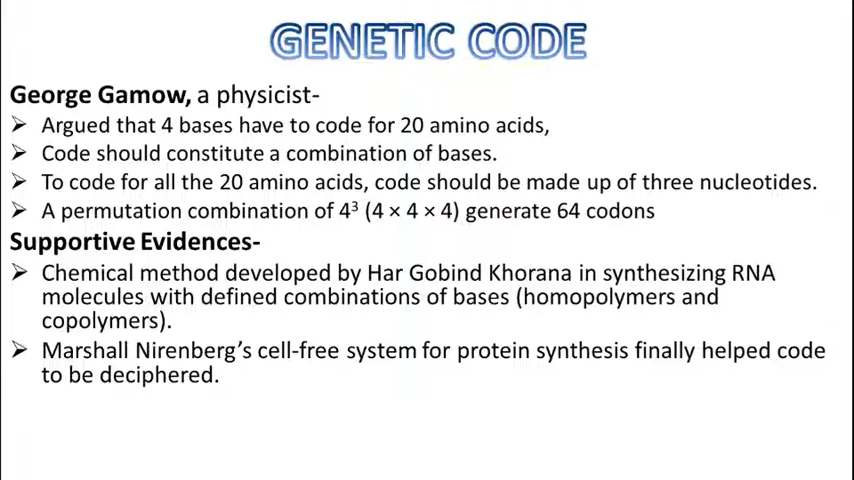 GENETIC CODE
George Gamow, a physicist-
➢ Argued that 4 bases have to code for 20 amino acids,
➢ Code should constitute a combination of bases.
➢ To code for all the 20 amino acids, code should be made up of three nucleotides.
➢ A permutation combination of 4³ (4 × 4 × 4) generate 64 codons
Supportive Evidences-
➢ Chemical method developed by Har Gobind Khorana in synthesizing RNA
molecules with defined combinations of bases (homopolymers and
copolymers).
➢ Marshall Nirenberg’s cell-free system for protein synthesis finally helped code
to be deciphered.